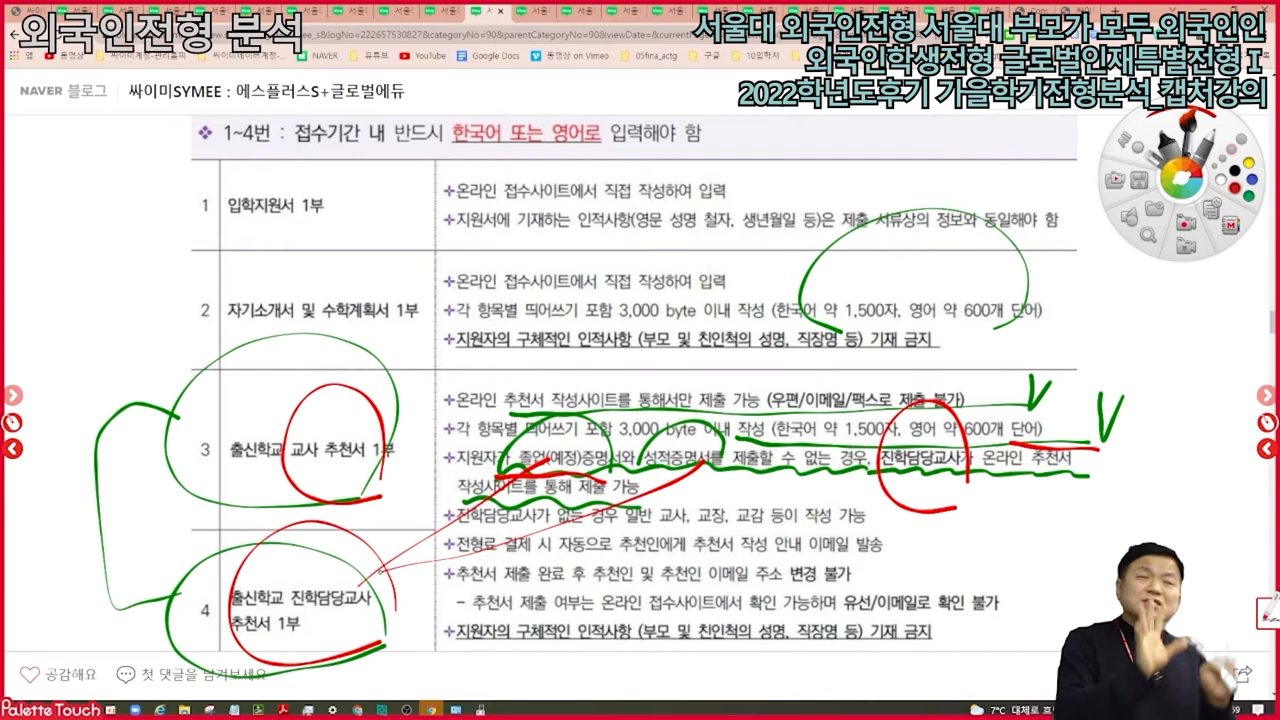 외국인전형 분석
서울대 외국인전형 서울대 부모가 모두 외국인인
외국인학생전형 글로벌인재특별전형 I
2022학년도후기 가을학기전형분석_캡처강의
NAVER
동영상
유튜브
YouTube
Google Docs
동영상 on Vimeo
05fina_actg
구글
10입학처
NAVER 블로그
싸이미SYMEE : 에스플러스S+글로벌에듀
❖ 1~4번 : 접수기간 내 반드시 한국어 또는 영어로 입력해야 함
1
입학지원서 1부
✢온라인 접수사이트에서 직접 작성하여 입력
✢지원서에 기재하는 인적사항(영문 성명 철자, 생년월일 등)은 제출 서류상의 정보와 동일해야 함
2
자기소개서 및 수학계획서 1부
✢온라인 접수사이트에서 직접 작성하여 입력
✢각 항목별 띄어쓰기 포함 3,000 byte 이내 작성 (한국어 약 1,500자, 영어 약 600개 단어)
✢지원자의 구체적인 인적사항 (부모 및 친인척의 성명, 직장명 등) 기재 금지
3
출신학교 교사 추천서 1부
✢온라인 추천서 작성사이트를 통해서만 제출 가능 (우편/이메일/팩스로 제출 불가)
✢각 항목별 띄어쓰기 포함 3,000 byte 이내 작성 (한국어 약 1,500자, 영어 약 600개 단어)
✢지원자가 졸업(예정)증명서와 성적증명서를 제출할 수 없는 경우, 진학담당교사가 온라인 추천서
작성사이트를 통해 제출 가능
✢진학담당교사가 없는 경우 일반 교사, 교장, 교감 등이 작성 가능
4
출신학교 진학담당교사
추천서 1부
✢전형료 결제 시 자동으로 추천인에게 추천서 작성 안내 이메일 발송
✢추천서 제출 완료 후 추천인 및 추천인 이메일 주소 변경 불가
- 추천서 제출 여부는 온라인 접수사이트에서 확인 가능하며 유선/이메일로 확인 불가
✢지원자의 구체적인 인적사항 (부모 및 친인척의 성명, 직장명 등) 기재 금지
공감해요
첫 댓글을 남겨보세요
Palette Touch
7°C 대체로